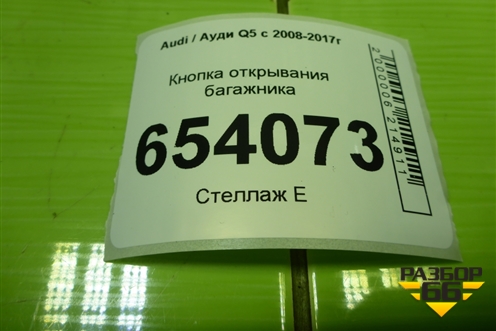 Audi / Ауди Q5 с 2008-2017г
Кнопка открывания
багажника
654073
Стеллаж Е
2000006214911
РАЗБОР
66